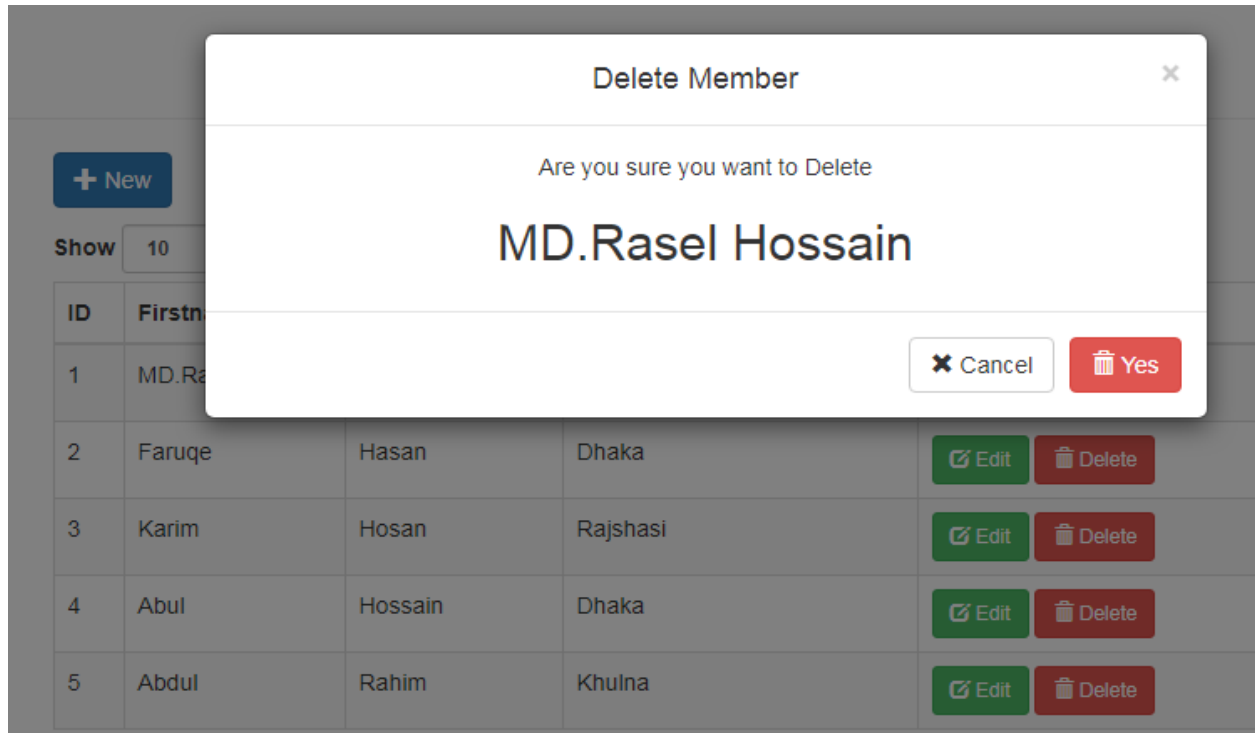 Delete Member ×
Are you sure you want to Delete
MD.Rasel Hossain
Cancel Yes
New
Show 10
ID
1
2 Faruqe Hasan Dhaka Edit Delete
3 Karim Hosan Rajshasi Edit Delete
4 Abul Hossain Dhaka Edit Delete
5 Abdul Rahim Khulna Edit Delete